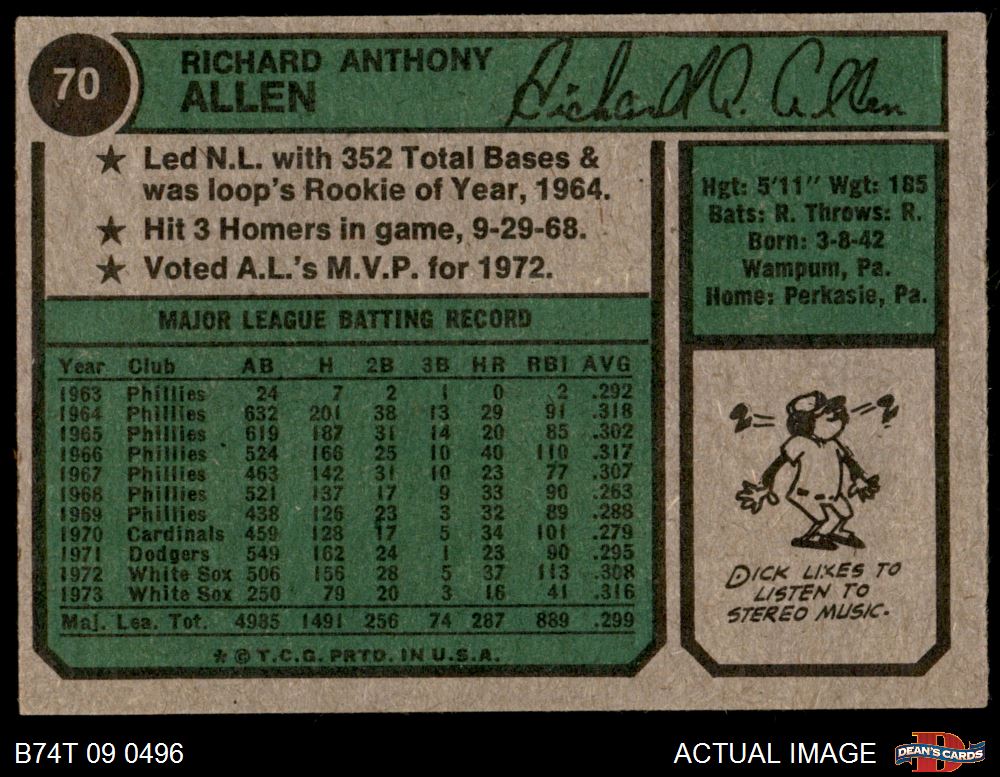 70
RICHARD ANTHONY
ALLEN
Richard A. Allen
★ Led N.L. with 352 Total Bases &
was loop's Rookie of Year, 1964.
★ Hit 3 Homers in game, 9-29-68.
★ Voted A.L.'s M.V.P. for 1972.
Hgt: 5'11" Wgt: 185
Bats: R. Throws: R.
Born: 3-8-42
Wampum, Pa.
Home: Perkasie, Pa.
MAJOR LEAGUE BATTING RECORD
Year Club AB H 2B 3B HR RBI AVG
1963 Phillies 24 7 2 1 0 2 .292
1964 Phillies 632 201 38 13 29 91 .318
1965 Phillies 619 187 31 14 20 85 .302
1966 Phillies 524 166 25 10 40 110 .317
1967 Phillies 463 142 31 10 23 77 .307
1968 Phillies 521 137 17 9 33 90 .263
1969 Phillies 438 126 23 3 32 89 .288
1970 Cardinals 459 128 17 5 34 101 .279
1971 Dodgers 549 162 24 1 23 90 .295
1972 White Sox 506 156 28 5 37 113 .308
1973 White Sox 250 79 20 3 16 41 .316
Maj. Lea. Tot. 4985 1491 256 74 287 889 .299
* © T.C.G. PRTD. IN U.S.A.
DICK LIKES TO
LISTEN TO
STEREO MUSIC.
B74T 09 0496
ACTUAL IMAGE
DEAN'S CARDS